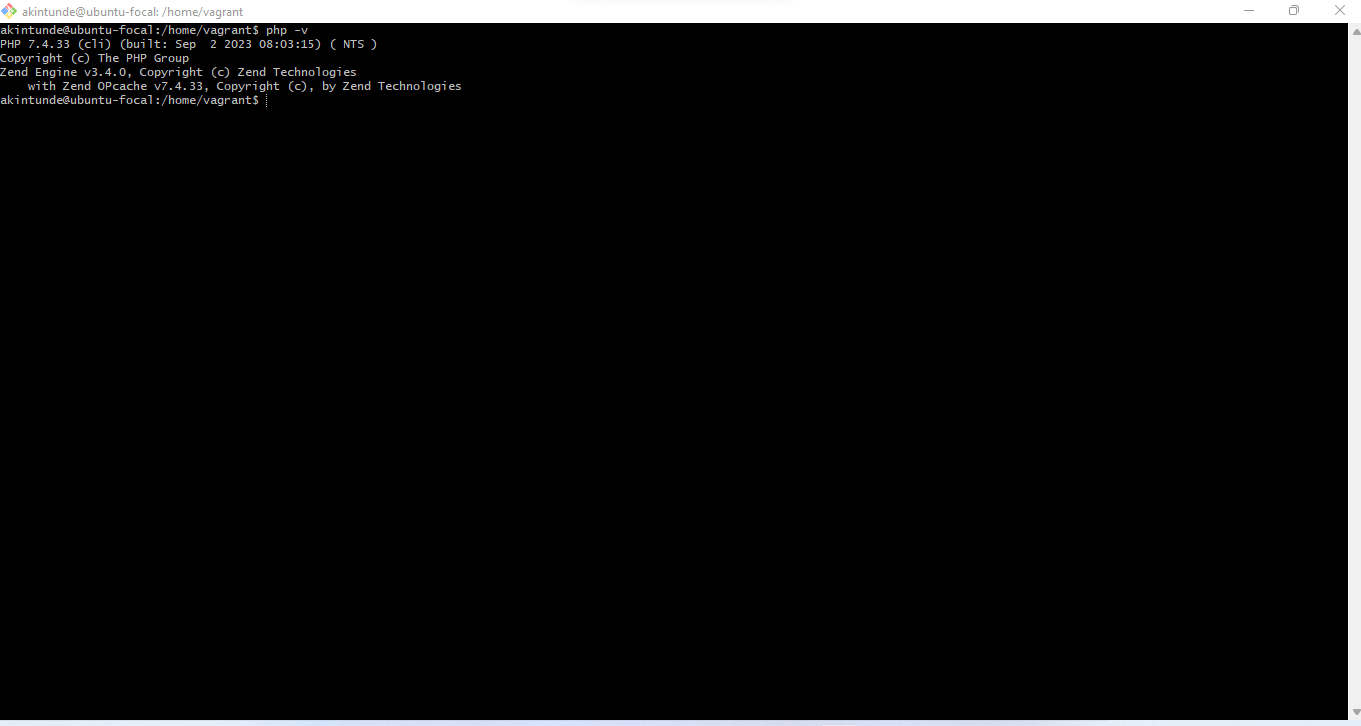 akintunde@ubuntu-focal: /home/vagrant
akintunde@ubuntu-focal:/home/vagrant$ php -v
PHP 7.4.33 (cli) (built: Sep  2 2023 08:03:15) ( NTS )
Copyright (c) The PHP Group
Zend Engine v3.4.0, Copyright (c) Zend Technologies
    with Zend OPcache v7.4.33, Copyright (c), by Zend Technologies
akintunde@ubuntu-focal:/home/vagrant$